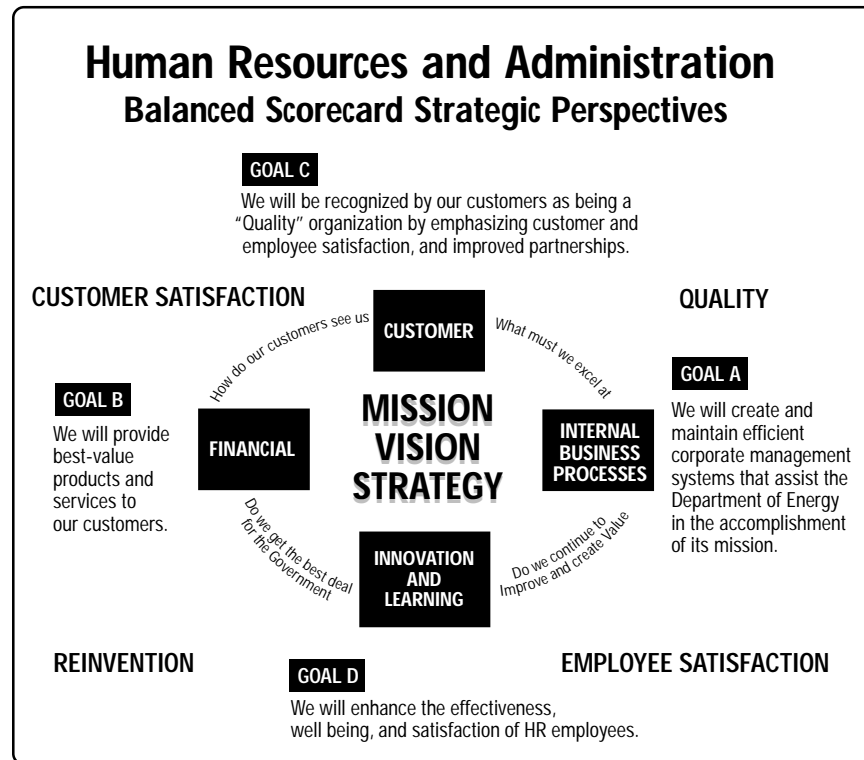 Human Resources and Administration
Balanced Scorecard Strategic Perspectives
GOAL C
We will be recognized by our customers as being a
“Quality” organization by emphasizing customer and
employee satisfaction, and improved partnerships.
CUSTOMER SATISFACTION
QUALITY
How do our customers see us
CUSTOMER
What must we excel at
GOAL B
We will provide
best-value
products and
services to
our customers.
FINANCIAL
MISSION
VISION
STRATEGY
INTERNAL
BUSINESS
PROCESSES
GOAL A
We will create and
maintain efficient
corporate management
systems that assist the
Department of Energy
in the accomplishment
of its mission.
Do we get the best deal
for the Government
INNOVATION
AND
LEARNING
Do we continue to
Improve and create Value
REINVENTION
EMPLOYEE SATISFACTION
GOAL D
We will enhance the effectiveness,
well being, and satisfaction of HR employees.